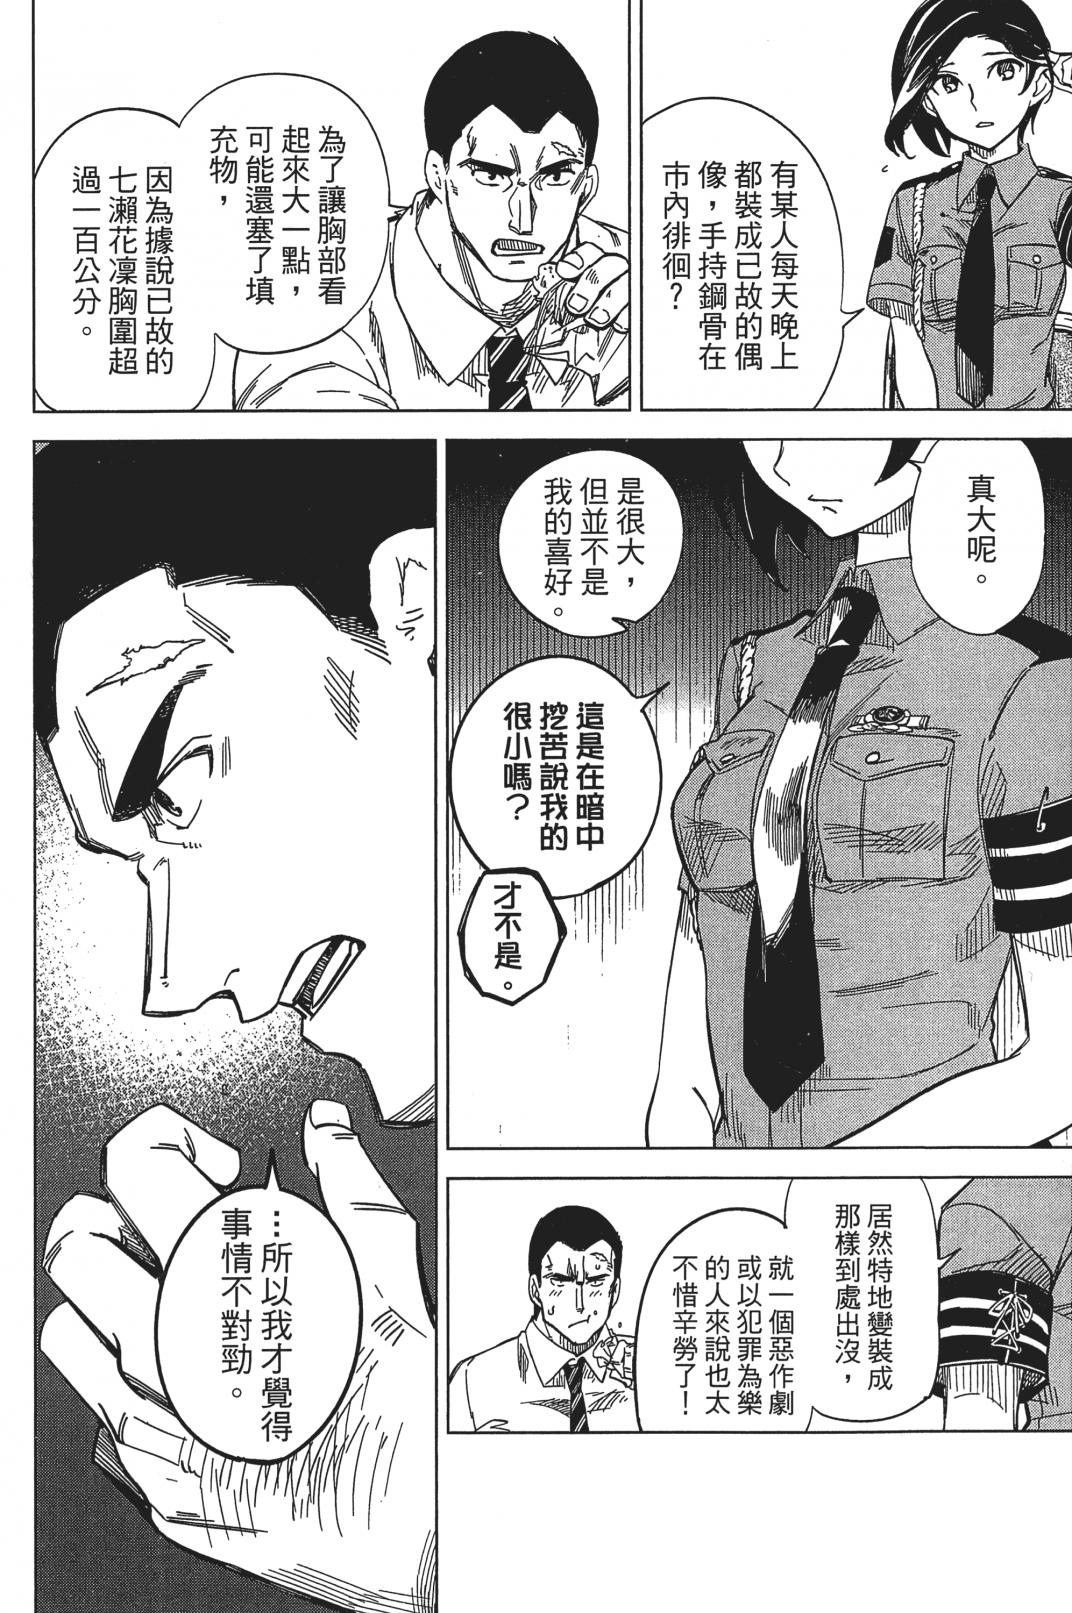 有某人每天晚上
都裝成已故的偶
像，手持鋼骨在
市內徘徊？
為了讓胸部看
起來大一點，
可能還塞了填
充物，
因為據說已故的
七瀨花凜胸圍超
過一百公分。
真大呢。
是很大，
但並不是
我的喜好。
這是在暗中
挖苦說我的
很小嗎？
才不是。
居然特地變裝成
那樣到處出沒，
就一個惡作劇
或以犯罪為樂
的人來說也太
不惜辛勞了！
…所以我才覺得
事情不對勁。